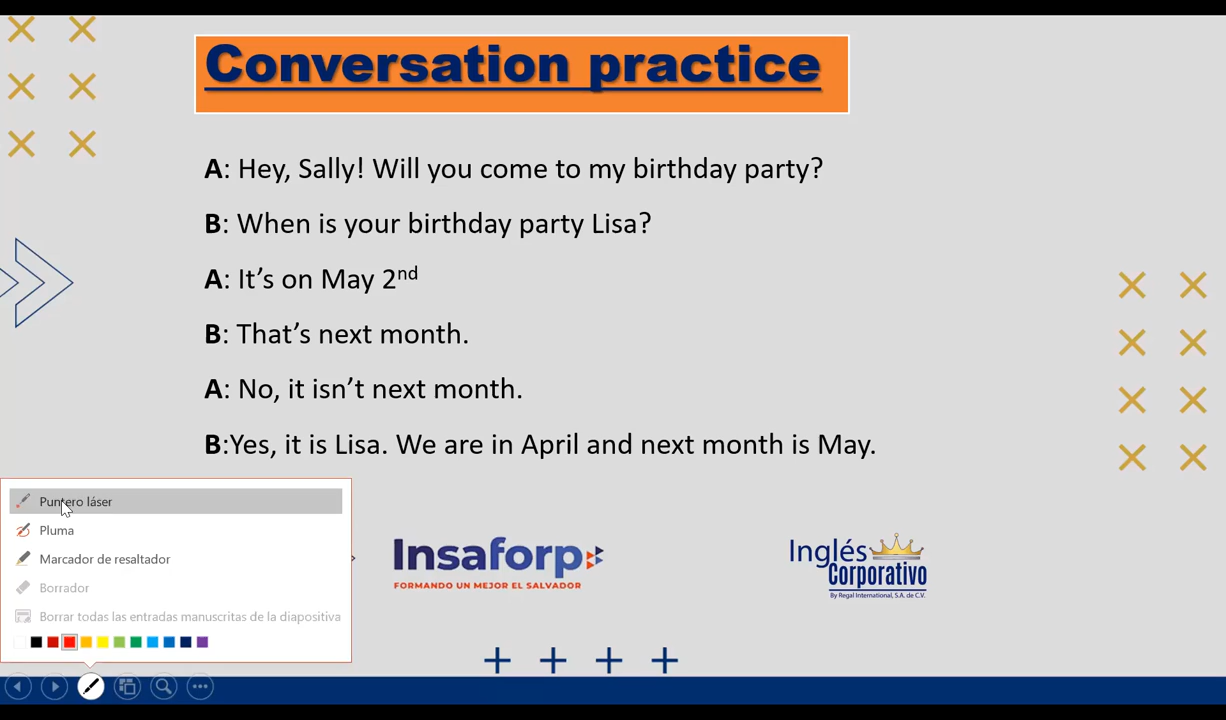 Conversation practice
A: Hey, Sally! Will you come to my birthday party?
B: When is your birthday party Lisa?
A: It’s on May 2nd
B: That’s next month.
A: No, it isn’t next month.
B:Yes, it is Lisa. We are in April and next month is May.
Puntero láser
Pluma
Marcador de resaltador
Borrador
Borrar todas las entradas manuscritas de la diapositiva
Insaforp
FORMANDO UN MEJOR EL SALVADOR
Inglés
Corporativo
By Regal International, S.A. de C.V.